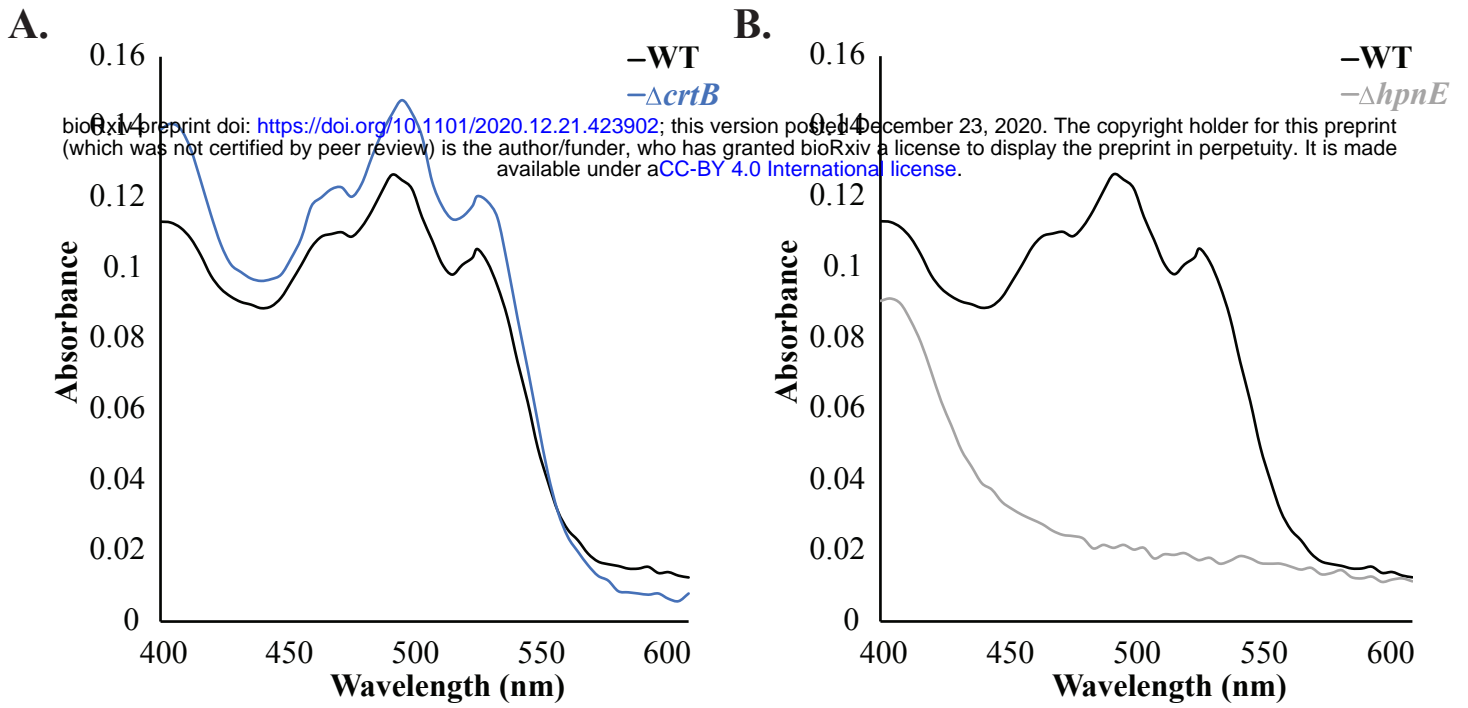 A.
B.
0.16
–WT
–ΔcrtB
0.16
–WT
–ΔhpnE
0.14
0.14
bioRxiv preprint doi: https://doi.org/10.1101/2020.12.21.423902; this version posted December 23, 2020. The copyright holder for this preprint
(which was not certified by peer review) is the author/funder, who has granted bioRxiv a license to display the preprint in perpetuity. It is made
available under aCC-BY 4.0 International license.
0.12
0.1
0.08
0.06
0.04
0.02
0
Absorbance
400 450 500 550 600
Wavelength (nm)
0.12
0.1
0.08
0.06
0.04
0.02
0
Absorbance
400 450 500 550 600
Wavelength (nm)